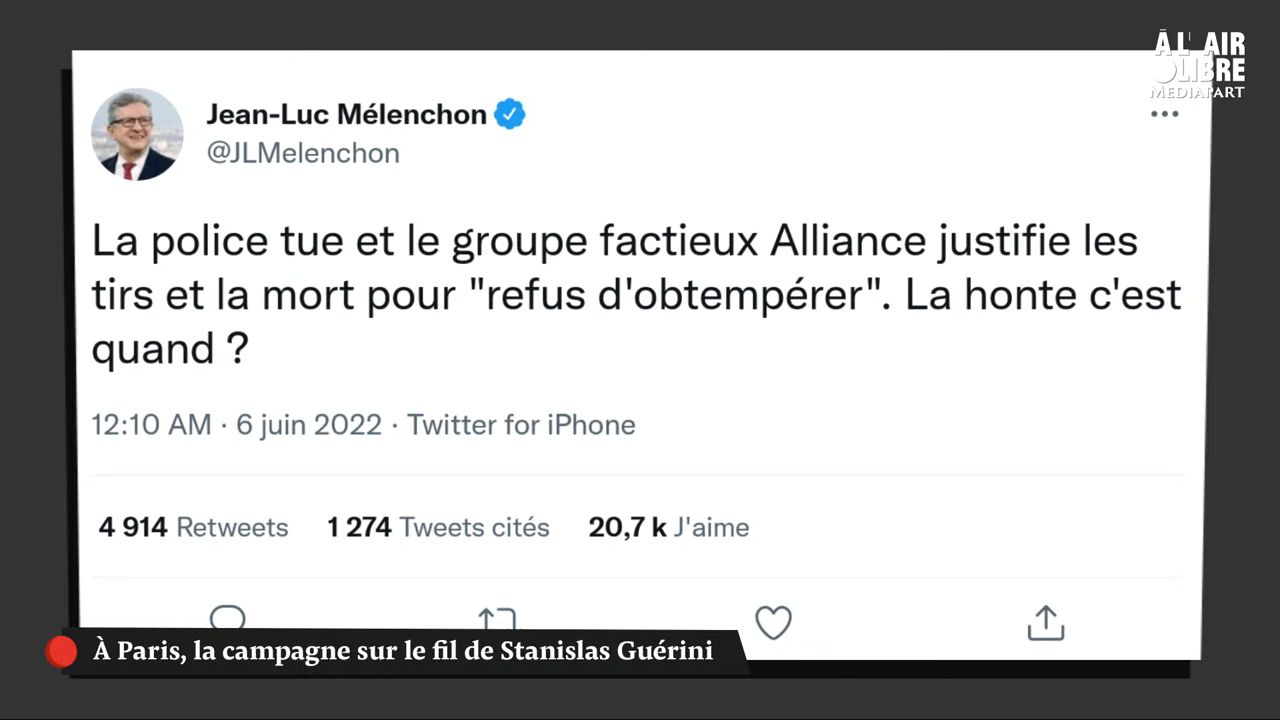 À L'AIR
LIBRE
MEDIAPART
Jean-Luc Mélenchon
@JLMelenchon
La police tue et le groupe factieux Alliance justifie les
tirs et la mort pour "refus d'obtempérer". La honte c'est
quand ?
12:10 AM · 6 juin 2022 · Twitter for iPhone
4 914 Retweets 1 274 Tweets cités 20,7 k J'aime
À Paris, la campagne sur le fil de Stanislas Guérini